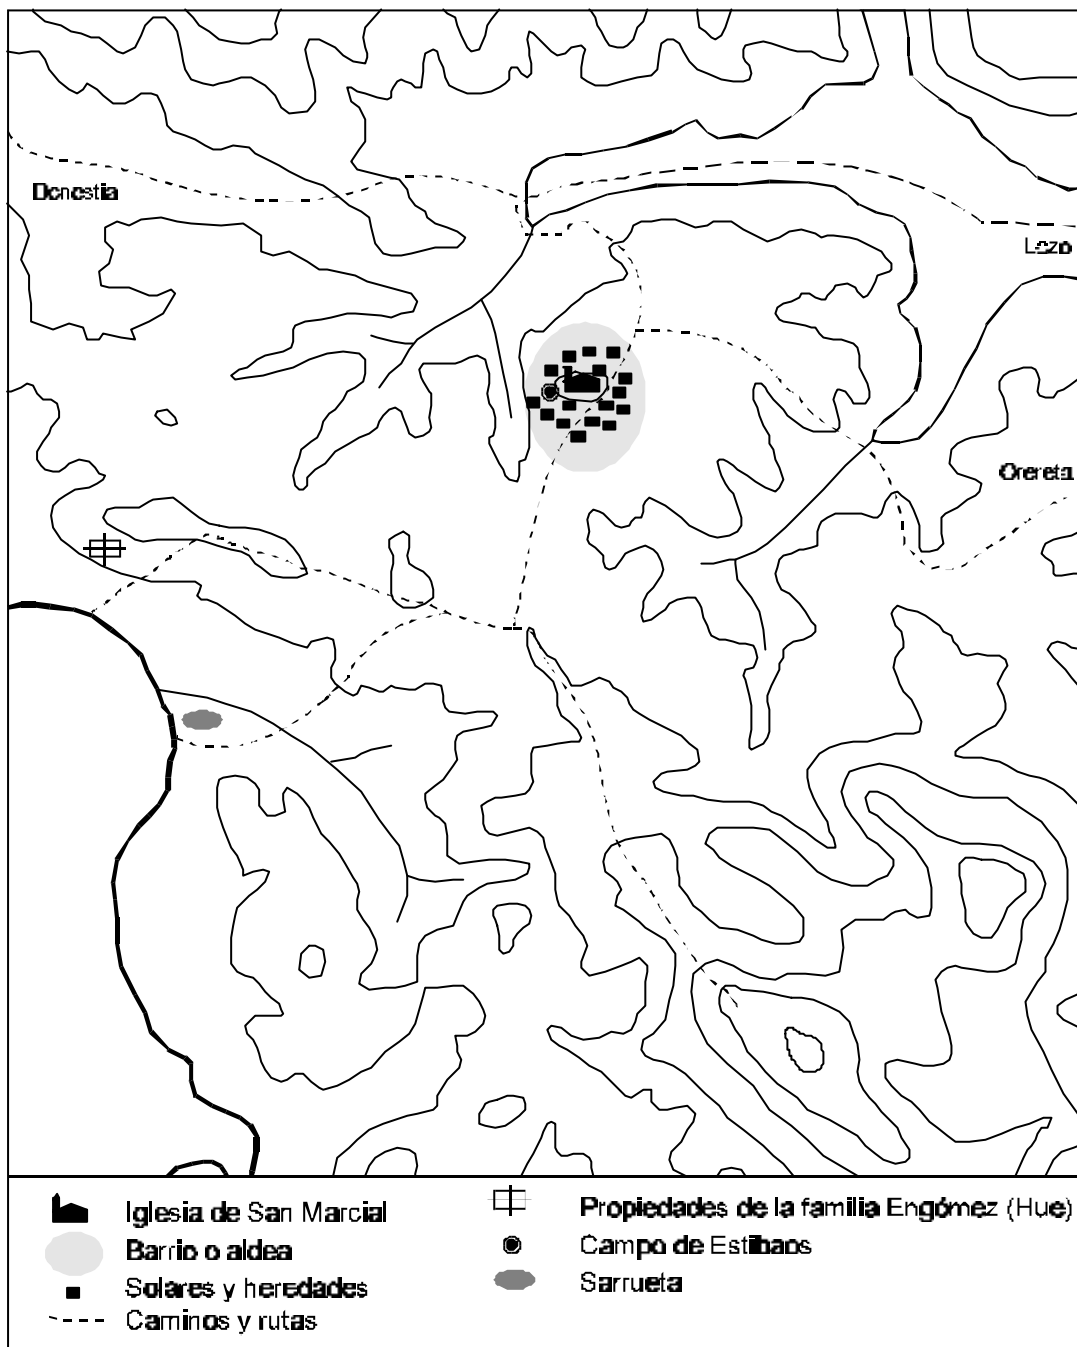 Donostia
Lezo
Orereta
Iglesia de San Marcial
Barrio o aldea
Solares y heredades
Caminos y rutas
Propiedades de la familia Engómez (Hue)
Campo de Estibaos
Sarrueta